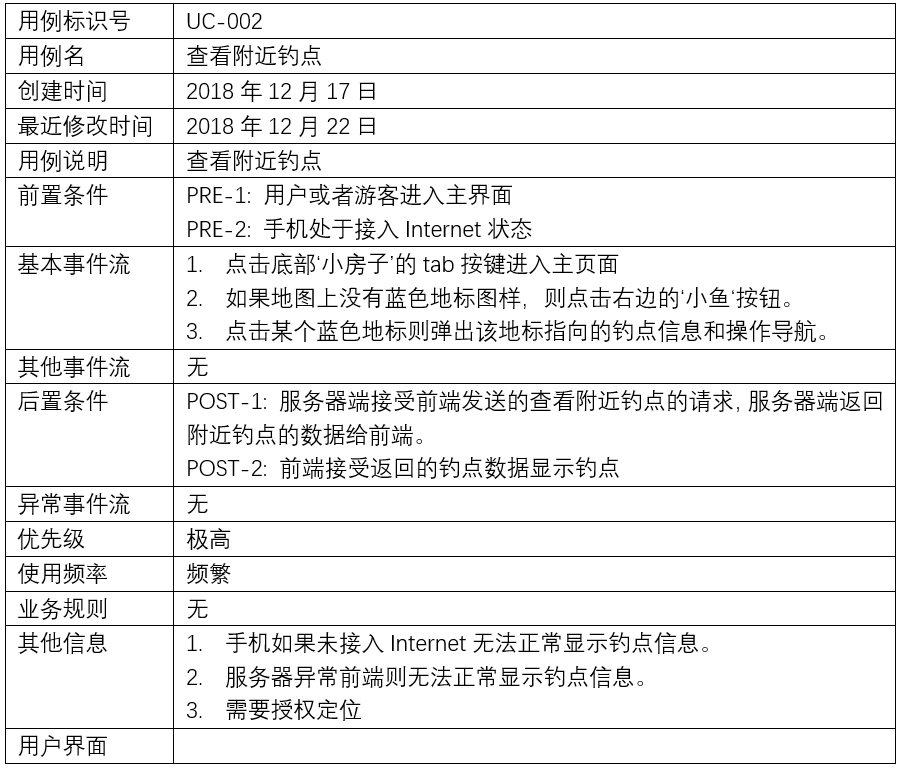 用例标识号 UC-002
用例名 查看附近钓点
创建时间 2018 年 12 月 17 日
最近修改时间 2018 年 12 月 22 日
用例说明 查看附近钓点
前置条件 PRE-1: 用户或者游客进入主界面
PRE-2: 手机处于接入 Internet 状态
基本事件流 1. 点击底部‘小房子’的 tab 按键进入主页面
2. 如果地图上没有蓝色地标图样，则点击右边的‘小鱼‘按钮。
3. 点击某个蓝色地标则弹出该地标指向的钓点信息和操作导航。
其他事件流 无
后置条件 POST-1: 服务器端接受前端发送的查看附近钓点的请求, 服务器端返回
附近钓点的数据给前端。
POST-2: 前端接受返回的钓点数据显示钓点
异常事件流 无
优先级 极高
使用频率 频繁
业务规则 无
其他信息 1. 手机如果未接入 Internet 无法正常显示钓点信息。
2. 服务器异常前端则无法正常显示钓点信息。
3. 需要授权定位
用户界面